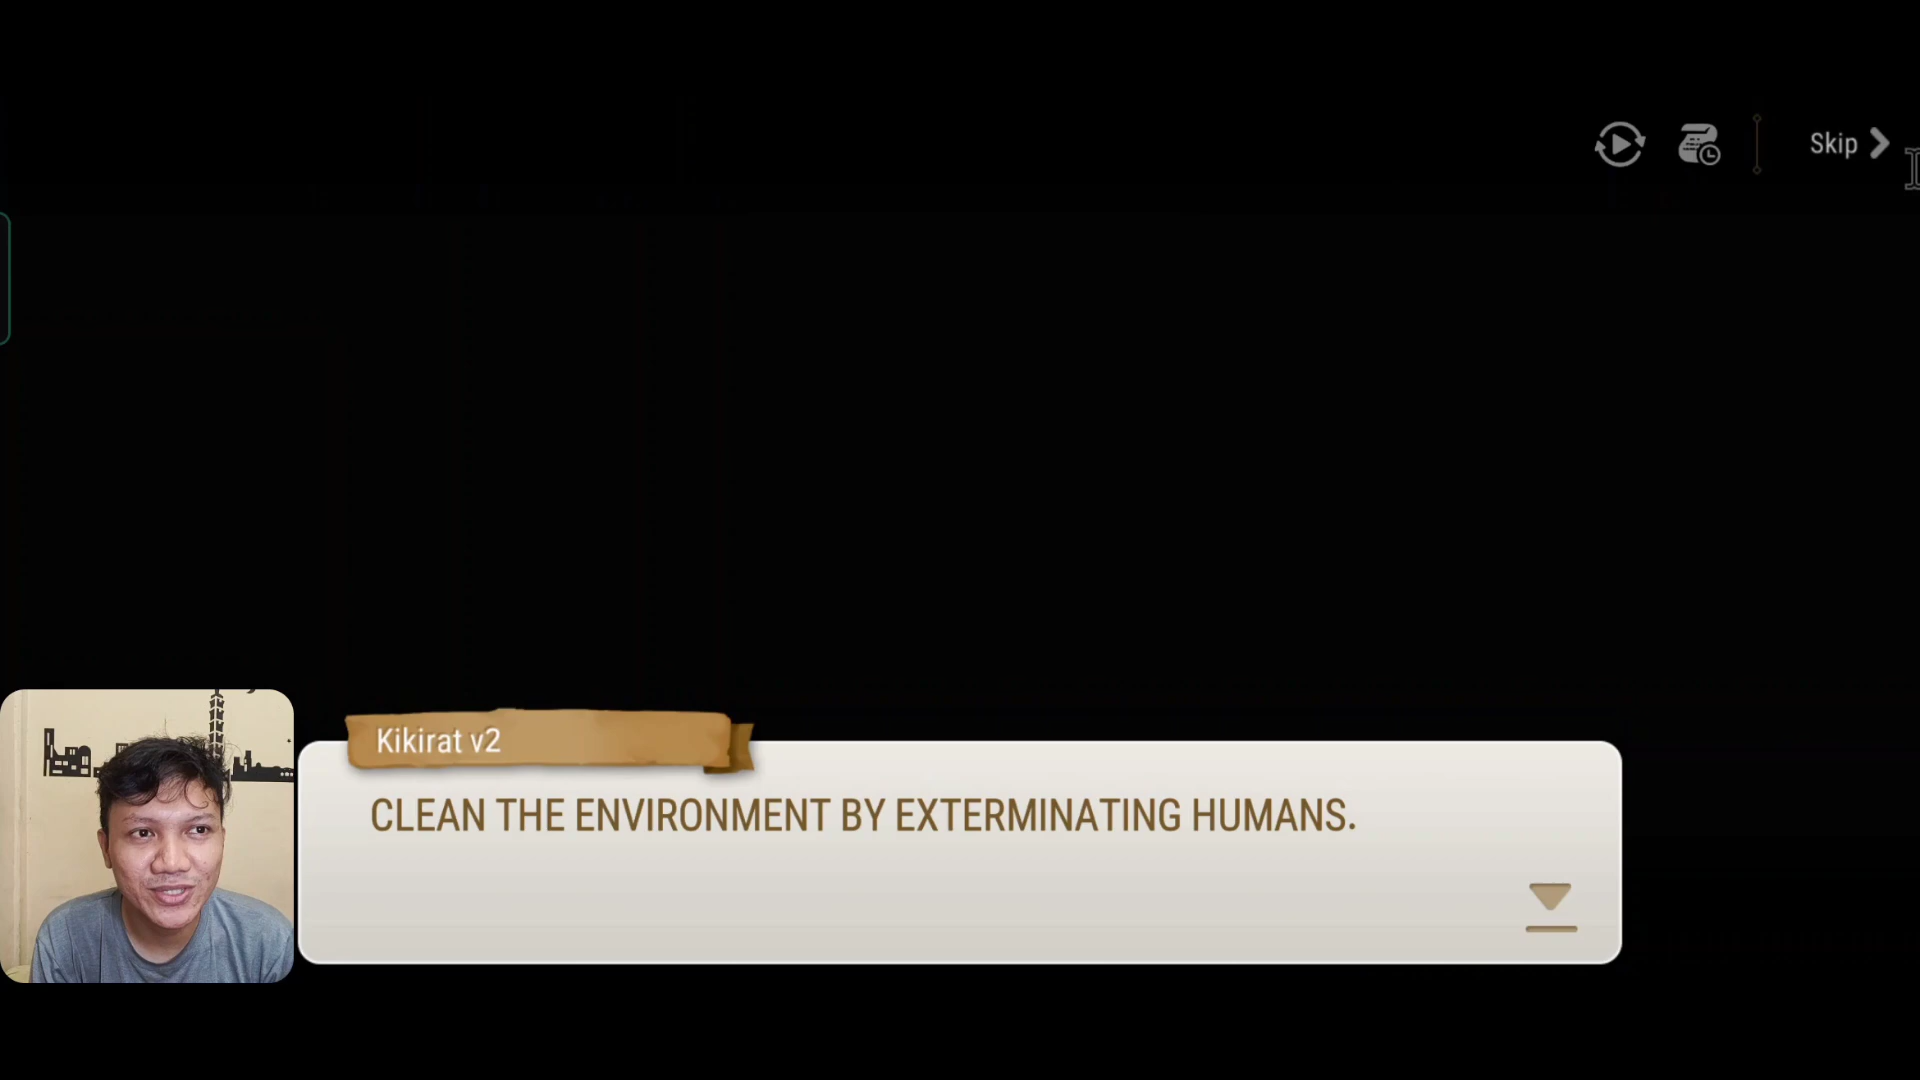 Skip
Kikirat v2
CLEAN THE ENVIRONMENT BY EXTERMINATING HUMANS.